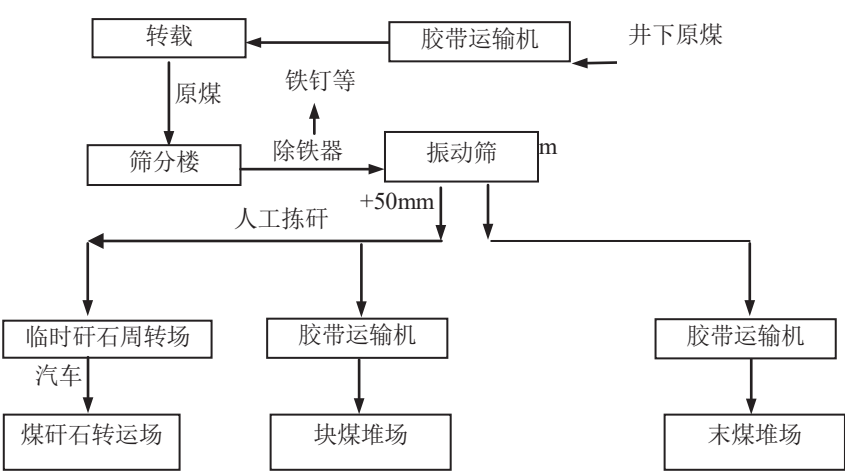 转载
胶带运输机
井下原煤
原煤
铁钉等
筛分楼
除铁器
振动筛
m
+50mm
人工拣矸
临时矸石周转场
胶带运输机
胶带运输机
汽车
煤矸石转运场
块煤堆场
末煤堆场